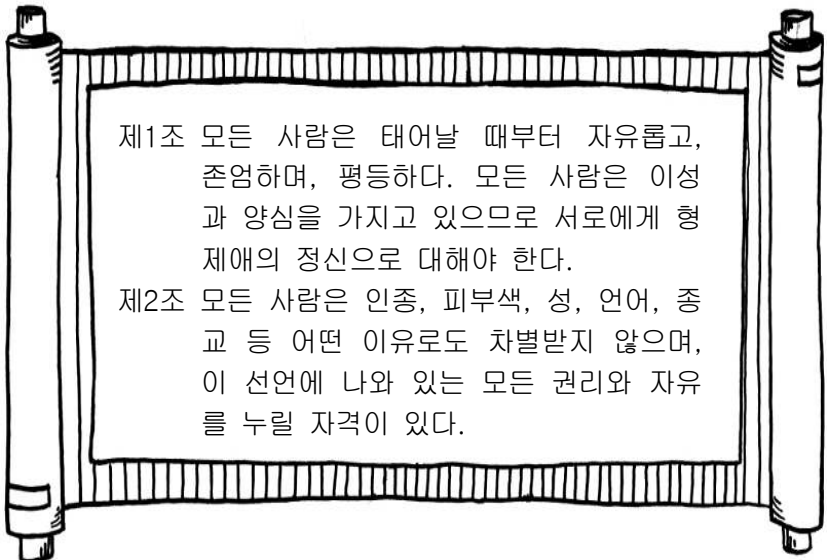 제1조 모든 사람은 태어날 때부터 자유롭고,
존엄하며, 평등하다. 모든 사람은 이성
과 양심을 가지고 있으므로 서로에게 형
제애의 정신으로 대해야 한다.
제2조 모든 사람은 인종, 피부색, 성, 언어, 종
교 등 어떤 이유로도 차별받지 않으며,
이 선언에 나와 있는 모든 권리와 자유
를 누릴 자격이 있다.